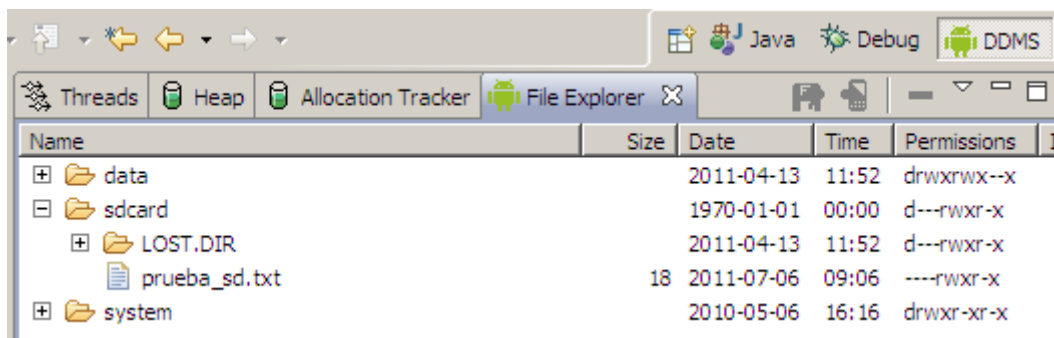 Java Debug DDMS
Threads Heap Allocation Tracker File Explorer
Name Size Date Time Permissions
data 2011-04-13 11:52 drwxrwx--x
sdcard 1970-01-01 00:00 d---rwxr-x
LOST.DIR 2011-04-13 11:52 d---rwxr-x
prueba_sd.txt 18 2011-07-06 09:06 ----rwxr-x
system 2010-05-06 16:16 drwxr-xr-x